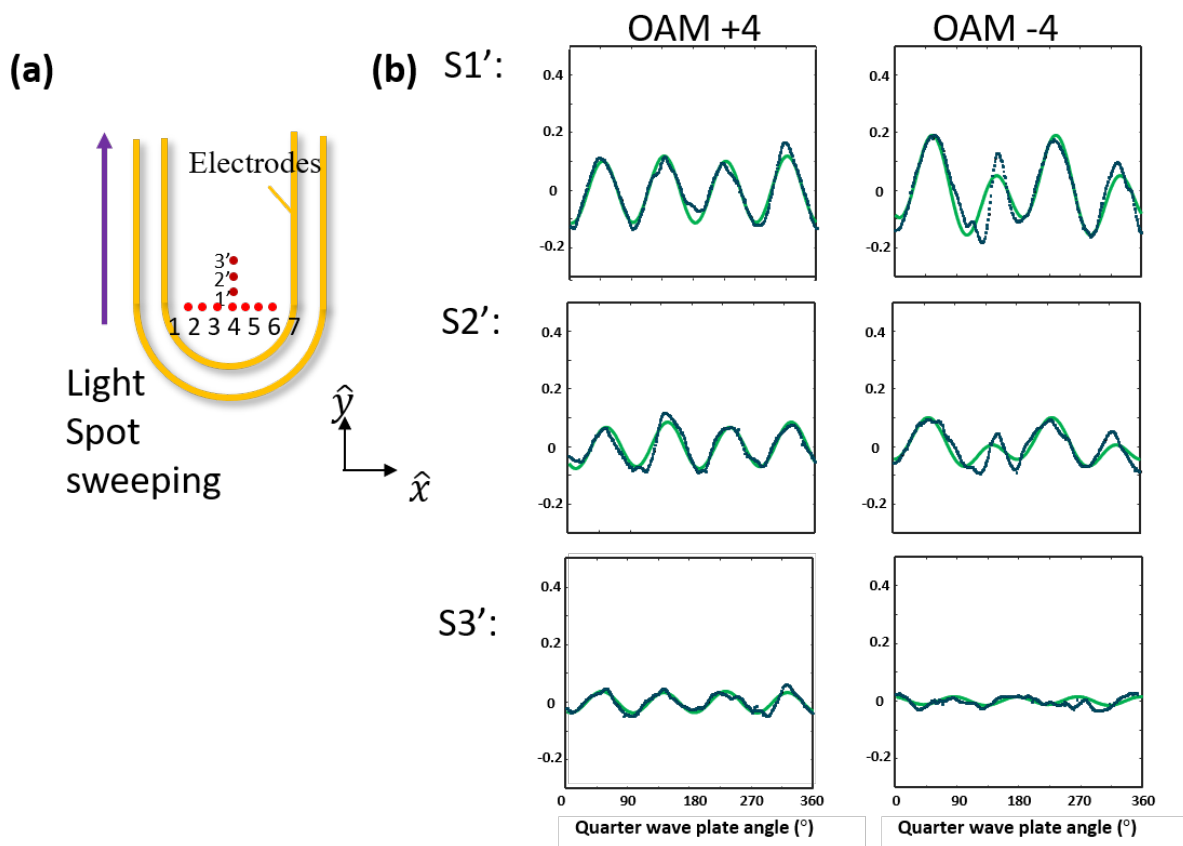 (a)
Electrodes
3’
2’
1’
1 2 3 4 5 6 7
Light
Spot
sweeping
ŷ
x̂
(b)
OAM +4
OAM -4
S1’:
0.4
0.2
0
-0.2
0.4
0.2
0
-0.2
S2’:
0.4
0.2
0
-0.2
0.4
0.2
0
-0.2
S3’:
0.4
0.2
0
-0.2
0 90 180 270 360
Quarter wave plate angle (°)
0.4
0.2
0
-0.2
0 90 180 270 360
Quarter wave plate angle (°)